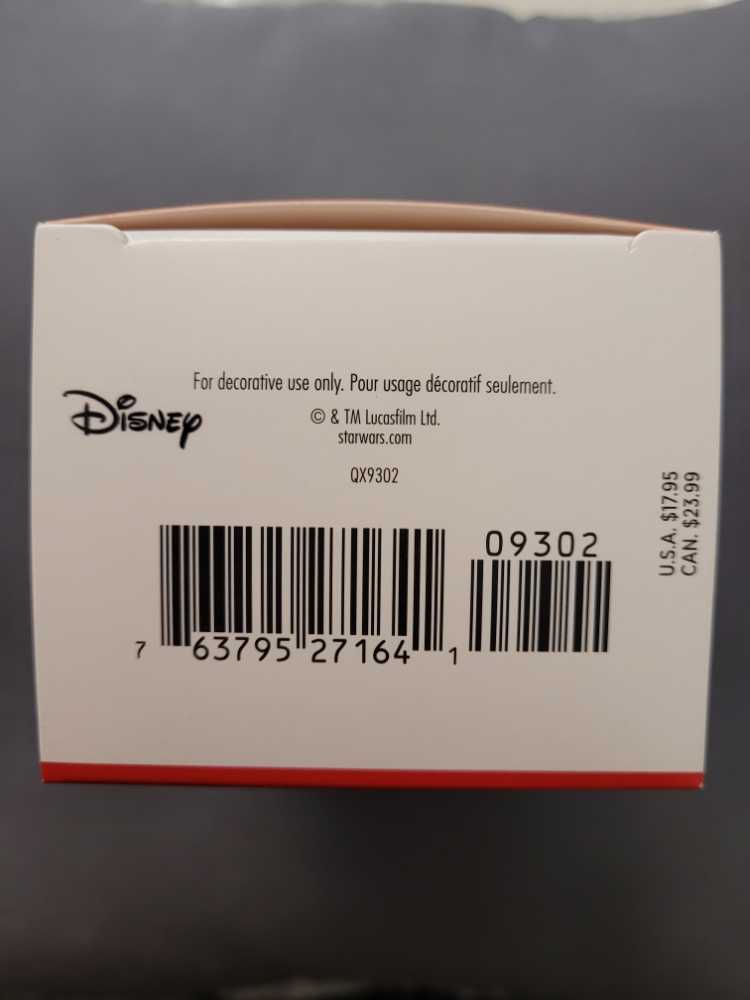 For decorative use only. Pour usage décoratif seulement.
Disney
© & TM Lucasfilm Ltd.
starwars.com
QX9302
U.S.A. $17.95
CAN. $23.99
09302
7 63795 27164 1